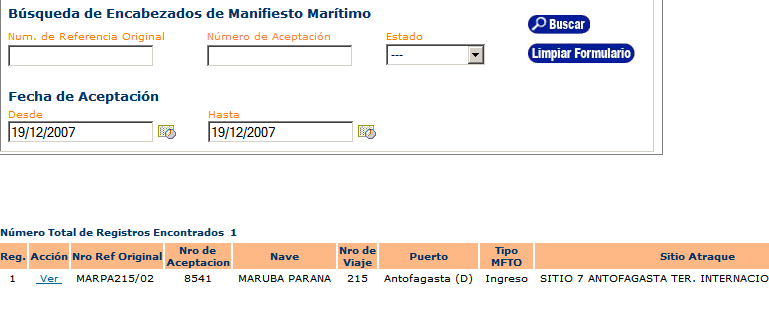 Búsqueda de Encabezados de Manifiesto Marítimo
Num. de Referencia Original Número de Aceptación Estado
---
Buscar
Limpiar Formulario
Fecha de Aceptación
Desde Hasta
19/12/2007 19/12/2007
Número Total de Registros Encontrados 1
Reg. Acción Nro Ref Original Nro de Aceptacion Nave Nro de Viaje Puerto Tipo MFTO Sitio Atraque
1 Ver MARPA215/02 8541 MARUBA PARANA 215 Antofagasta (D) Ingreso SITIO 7 ANTOFAGASTA TER. INTERNACIO